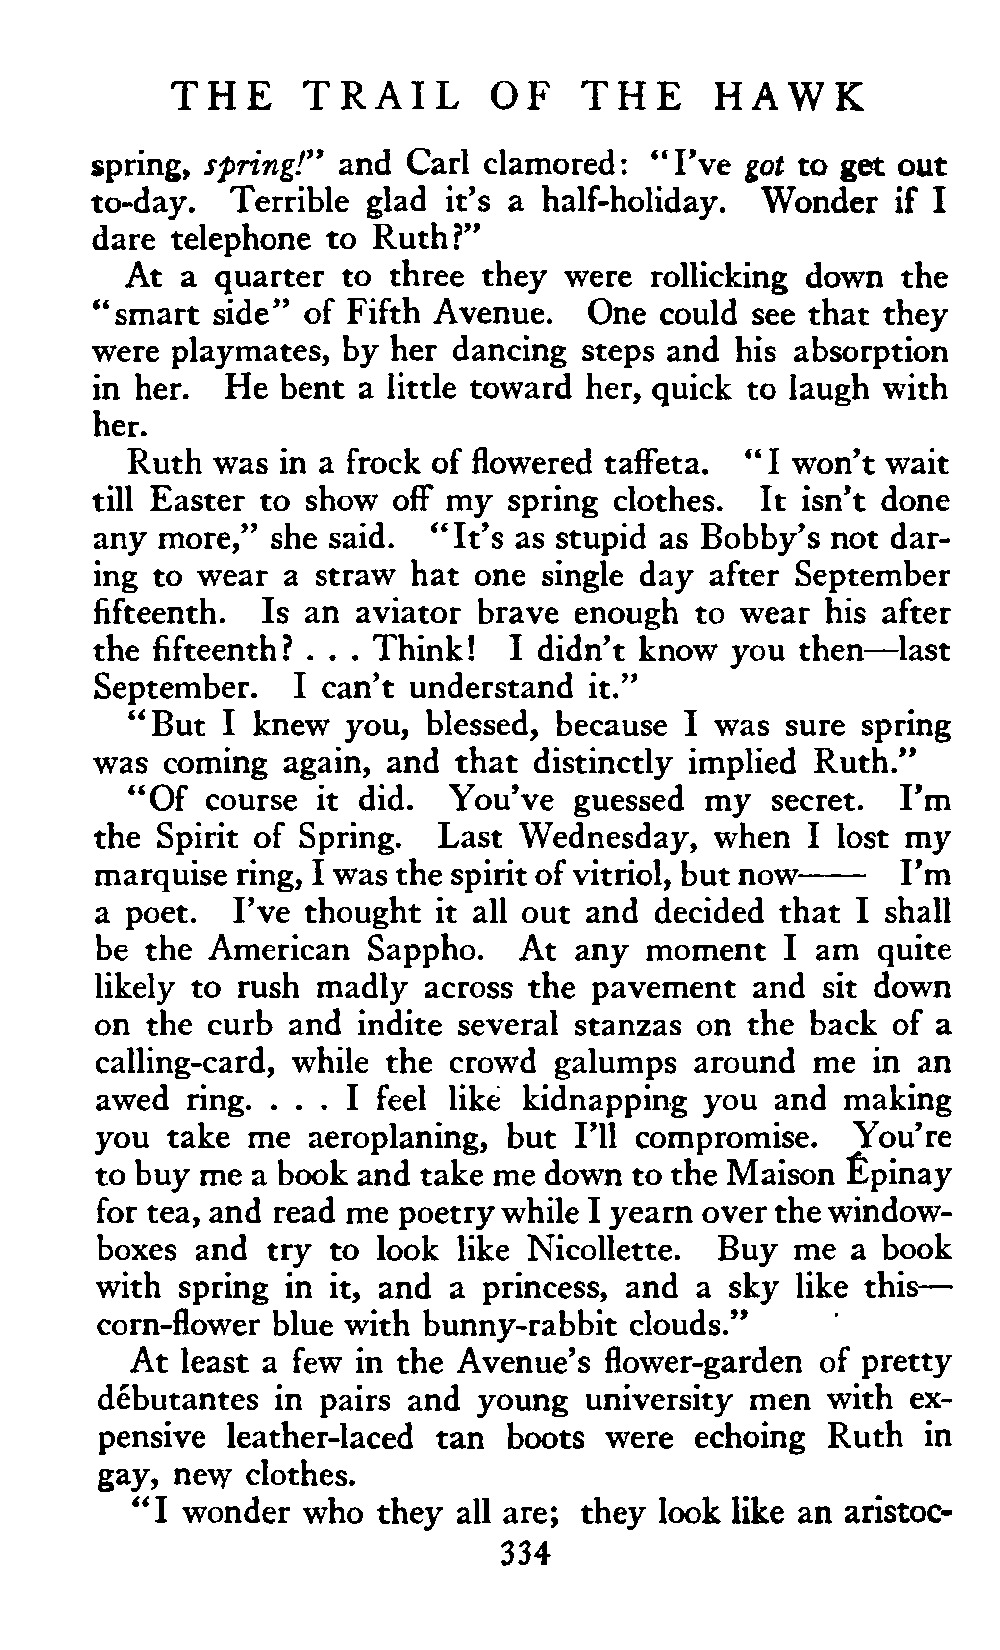 THE TRAIL OF THE HAWK
spring, spring!" and Carl clamored: "I've got to get out
to-day. Terrible glad it's a half-holiday. Wonder if I
dare telephone to Ruth?"
At a quarter to three they were rollicking down the
"smart side" of Fifth Avenue. One could see that they
were playmates, by her dancing steps and his absorption
in her. He bent a little toward her, quick to laugh with
her.
Ruth was in a frock of flowered taffeta. "I won't wait
till Easter to show off my spring clothes. It isn't done
any more," she said. "It's as stupid as Bobby's not dar-
ing to wear a straw hat one single day after September
fifteenth. Is an aviator brave enough to wear his after
the fifteenth? . . . Think! I didn't know you then—last
September. I can't understand it."
"But I knew you, blessed, because I was sure spring
was coming again, and that distinctly implied Ruth."
"Of course it did. You've guessed my secret. I'm
the Spirit of Spring. Last Wednesday, when I lost my
marquise ring, I was the spirit of vitriol, but now—— I'm
a poet. I've thought it all out and decided that I shall
be the American Sappho. At any moment I am quite
likely to rush madly across the pavement and sit down
on the curb and indite several stanzas on the back of a
calling-card, while the crowd galumps around me in an
awed ring. . . . I feel like kidnapping you and making
you take me aeroplaning, but I'll compromise. You're
to buy me a book and take me down to the Maison Épinay
for tea, and read me poetry while I yearn over the window-
boxes and try to look like Nicollette. Buy me a book
with spring in it, and a princess, and a sky like this—
corn-flower blue with bunny-rabbit clouds."
At least a few in the Avenue's flower-garden of pretty
débutantes in pairs and young university men with ex-
pensive leather-laced tan boots were echoing Ruth in
gay, new clothes.
"I wonder who they all are; they look like an aristoc-
334